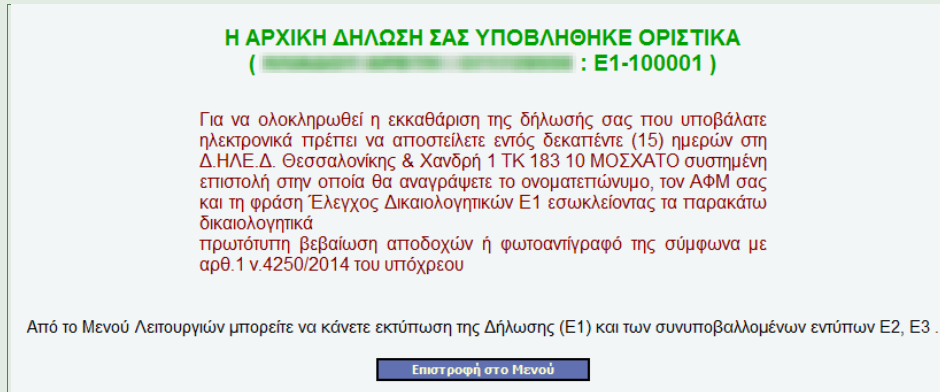 Η ΑΡΧΙΚΗ ΔΗΛΩΣΗ ΣΑΣ ΥΠΟΒΛΗΘΗΚΕ ΟΡΙΣΤΙΚΑ
( : Ε1-100001 )
Για να ολοκληρωθεί η εκκαθάριση της δήλωσής σας που υποβάλατε
ηλεκτρονικά πρέπει να αποστείλετε εντός δεκαπέντε (15) ημερών στη
Δ.ΗΛΕ.Δ. Θεσσαλονίκης & Χανδρή 1 ΤΚ 183 10 ΜΟΣΧΑΤΟ συστημένη
επιστολή στην οποία θα αναγράψετε το ονοματεπώνυμο, τον ΑΦΜ σας
και τη φράση Έλεγχος Δικαιολογητικών Ε1 εσωκλείοντας τα παρακάτω
δικαιολογητικά
πρωτότυπη βεβαίωση αποδοχών ή φωτοαντίγραφό της σύμφωνα με
αρθ.1 ν.4250/2014 του υπόχρεου
Από το Μενού Λειτουργιών μπορείτε να κάνετε εκτύπωση της Δήλωσης (Ε1) και των συνυποβαλλομένων εντύπων Ε2, Ε3 .
Επιστροφή στο Μενού